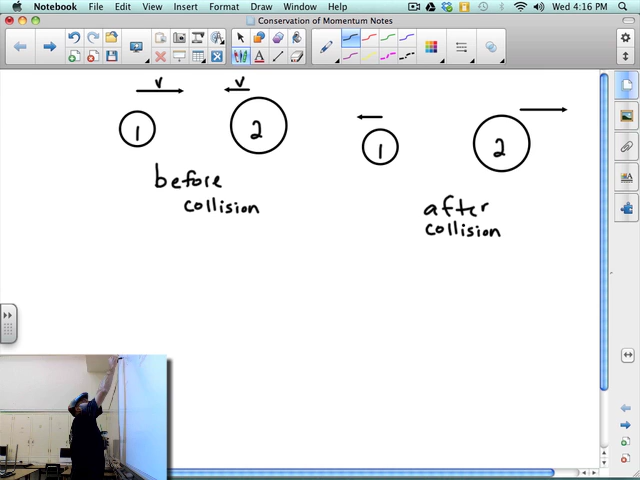 Notebook File Edit View Insert Format Draw Window Help Wed 4:16 PM
Conservation of Momentum Notes
v v
1 2
1 2
before
collision
after
collision